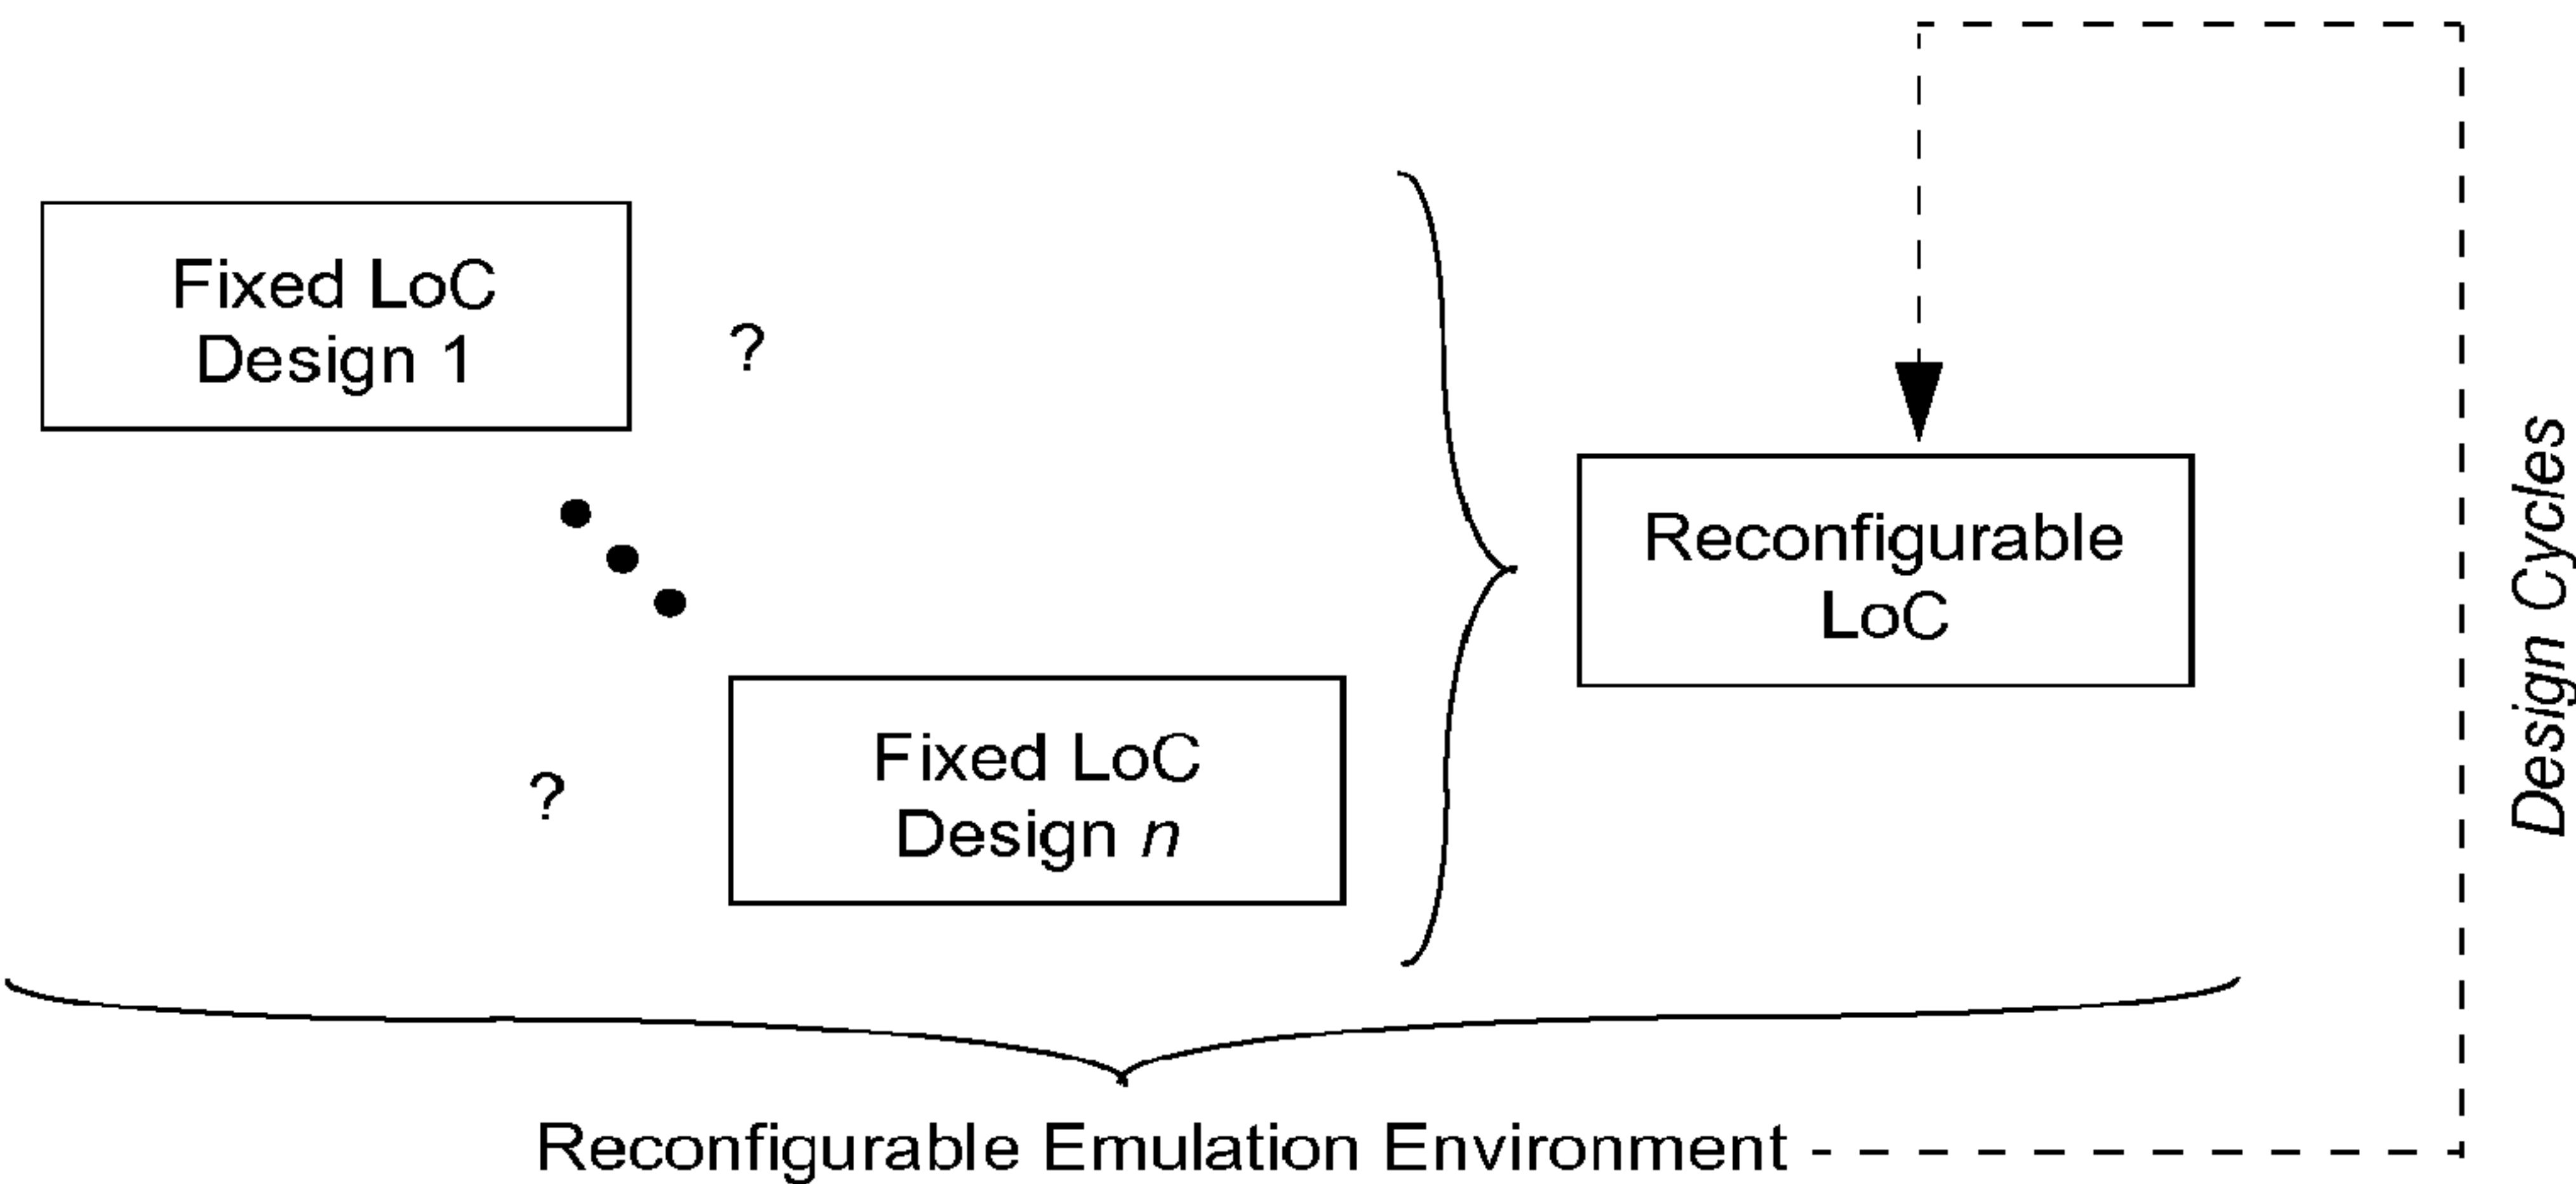 Fixed LoC
Design 1
?
Reconfigurable
LoC
Design Cycles
?
Fixed LoC
Design n
Reconfigurable Emulation Environment